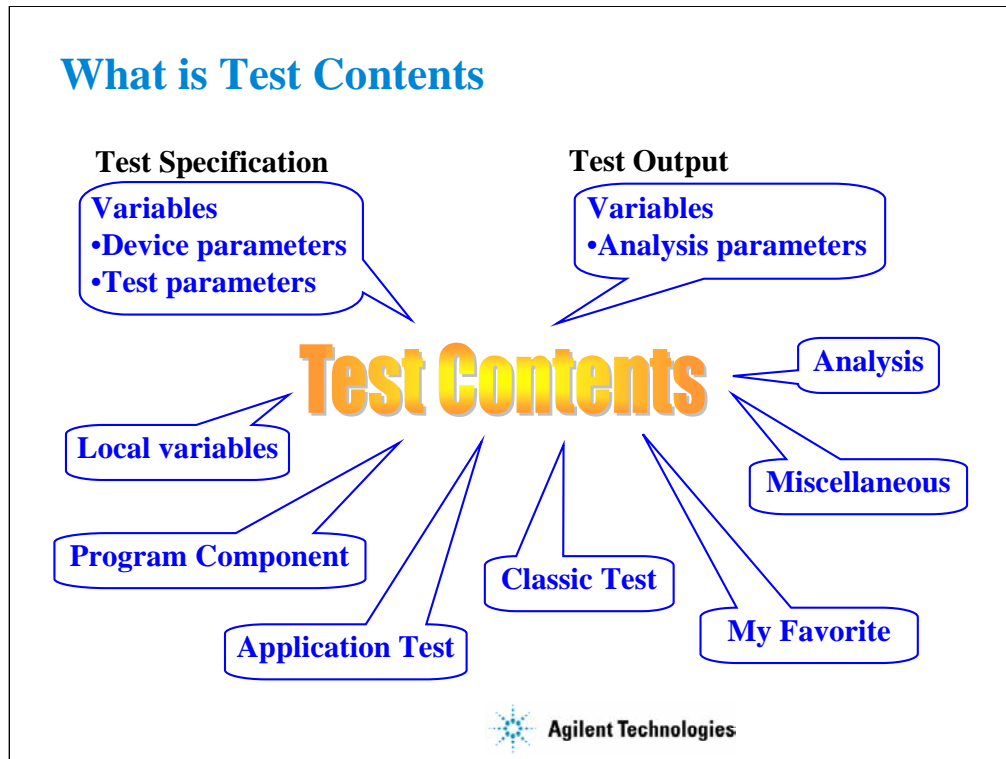 What is Test Contents
Test Specification
Variables
•Device parameters
•Test parameters
Test Output
Variables
•Analysis parameters
Test Contents
Analysis
Local variables
Miscellaneous
Program Component
Classic Test
Application Test
My Favorite
Agilent Technologies